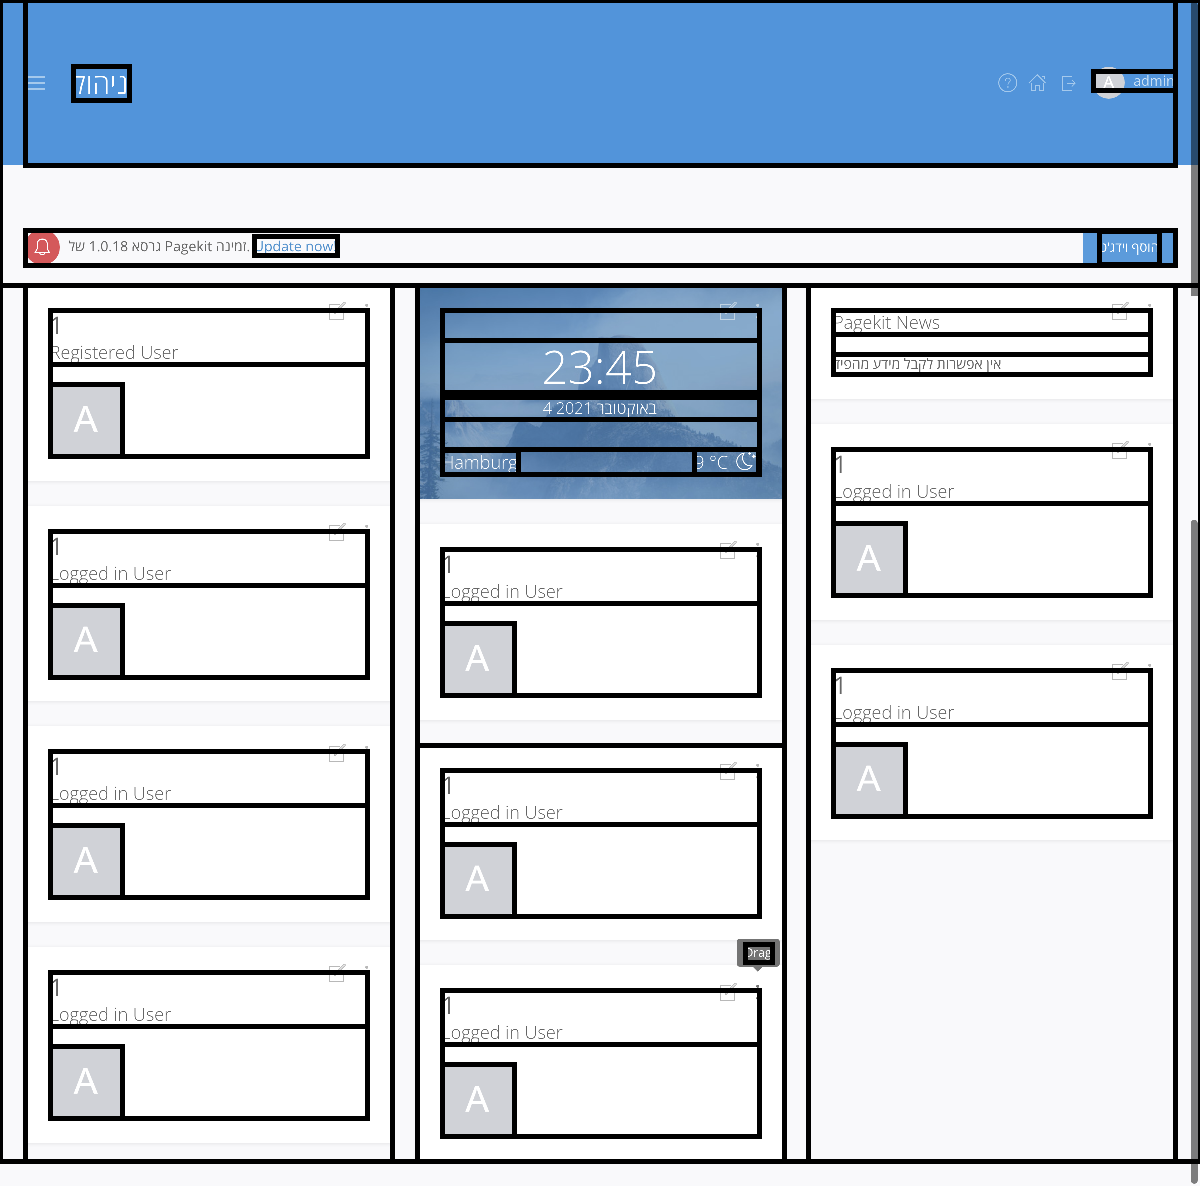 ניהול
A admin
גרסא 1.0.18 של Pagekit זמינה. Update now!
הוסף וידג'ט
1
Registered User
A
1
Logged in User
A
1
Logged in User
A
1
Logged in User
A
23:45
4 באוקטובר 2021
Hamburg 9 °C
1
Logged in User
A
1
Logged in User
A
Drag
1
Logged in User
A
Pagekit News
אין אפשרות לקבל מידע מהפיד
1
Logged in User
A
1
Logged in User
A